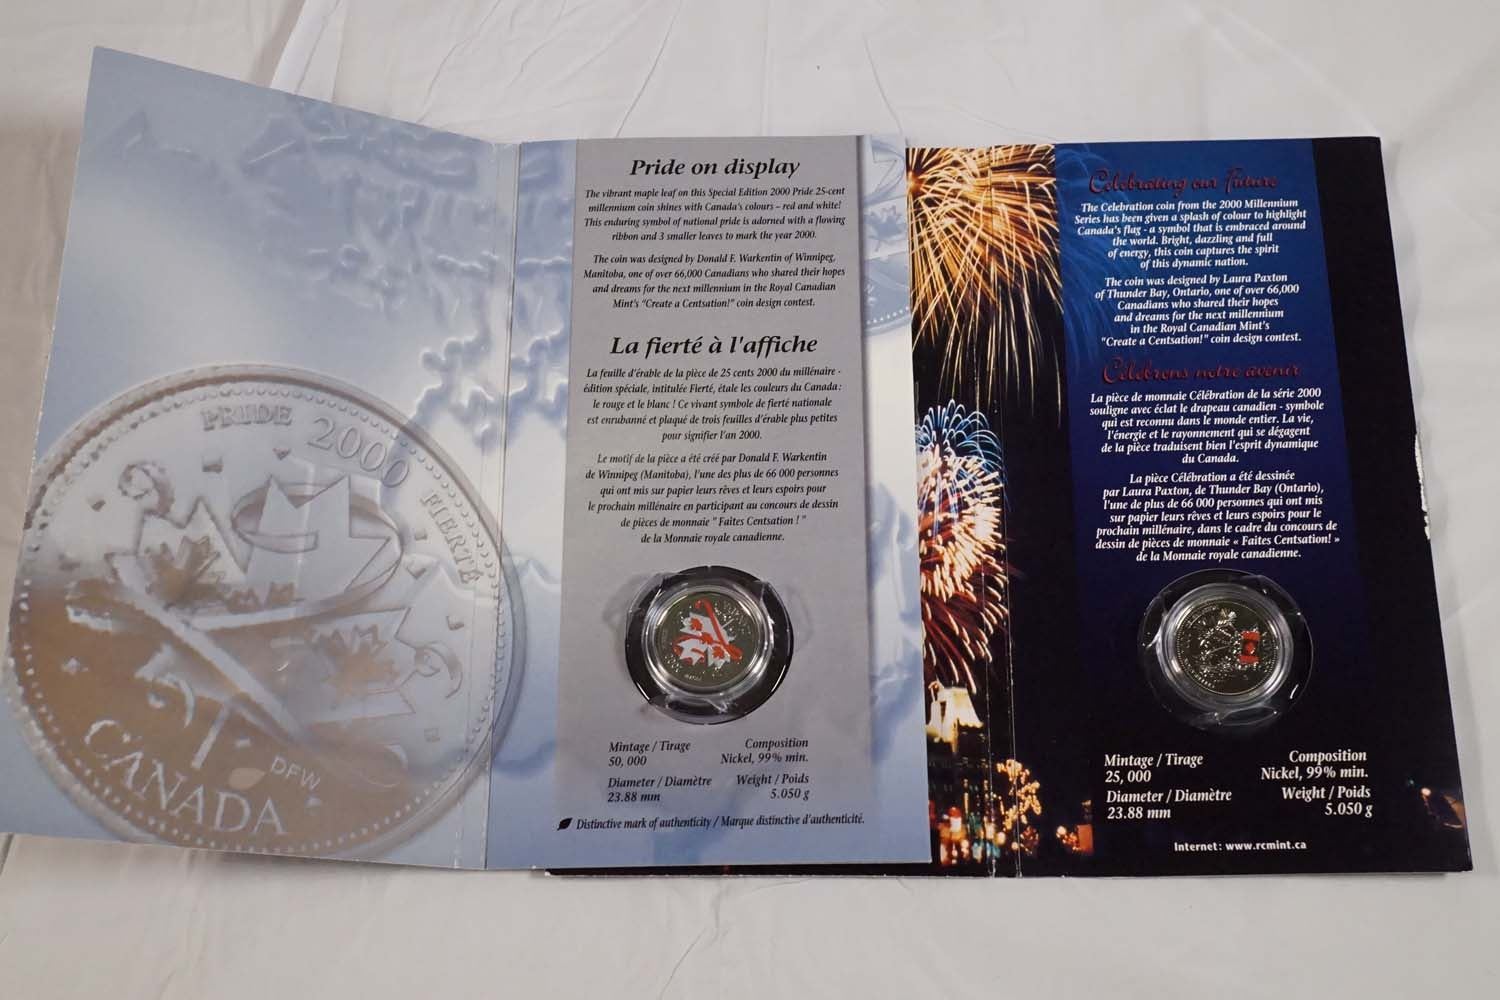 PRIDE 2000 FIERTÉ
CANADA
DFW
Pride on display
The vibrant maple leaf on this Special Edition 2000 Pride 25-cent
millennium coin shines with Canada's colours – red and white!
This enduring symbol of national pride is adorned with a flowing
ribbon and 3 smaller leaves to mark the year 2000.
The coin was designed by Donald F. Warkentin of Winnipeg,
Manitoba, one of over 66,000 Canadians who shared their hopes
and dreams for the next millennium in the Royal Canadian
Mint's "Create a Centsation!" coin design contest.
La fierté à l'affiche
La feuille d'érable de la pièce de 25 cents 2000 du millénaire -
édition spéciale, intitulée Fierté, étale les couleurs du Canada :
le rouge et le blanc ! Ce vivant symbole de fierté nationale
est enrubanné et plaqué de trois feuilles d'érable plus petites
pour signifier l'an 2000.
Le motif de la pièce a été créé par Donald F. Warkentin
de Winnipeg (Manitoba), l'une des plus de 66 000 personnes
qui ont mis sur papier leurs rêves et leurs espoirs pour
le prochain millénaire en participant au concours de dessin
de pièces de monnaie " Faites Centsation ! "
de la Monnaie royale canadienne.
Mintage / Tirage
50, 000
Composition
Nickel, 99% min.
Diameter / Diamètre
23.88 mm
Weight / Poids
5.050 g
Distinctive mark of authenticity / Marque distinctive d'authenticité.
Celebrating our Future
The Celebration coin from the 2000 Millennium
Series has been given a splash of colour to highlight
Canada's flag - a symbol that is embraced around
the world. Bright, dazzling and full
of energy, this coin captures the spirit
of this dynamic nation.
The coin was designed by Laura Paxton
of Thunder Bay, Ontario, one of over 66,000
Canadians who shared their hopes
and dreams for the next millennium
in the Royal Canadian Mint's
"Create a Centsation!" coin design contest.
Célébrons notre avenir
La pièce de monnaie Célébration de la série 2000
souligne avec éclat le drapeau canadien - symbole
qui est reconnu dans le monde entier. La vie,
l'énergie et le rayonnement qui se dégagent
de la pièce traduisent bien l'esprit dynamique
du Canada.
La pièce Célébration a été dessinée
par Laura Paxton, de Thunder Bay (Ontario),
l'une de plus de 66 000 personnes qui ont mis
sur papier leurs rêves et leurs espoirs pour le
prochain millénaire, dans le cadre du concours de
dessin de pièces de monnaie « Faites Centsation! »
de la Monnaie royale canadienne.
Mintage / Tirage
25, 000
Composition
Nickel, 99% min.
Diameter / Diamètre
23.88 mm
Weight / Poids
5.050 g
Internet: www.rcmint.ca